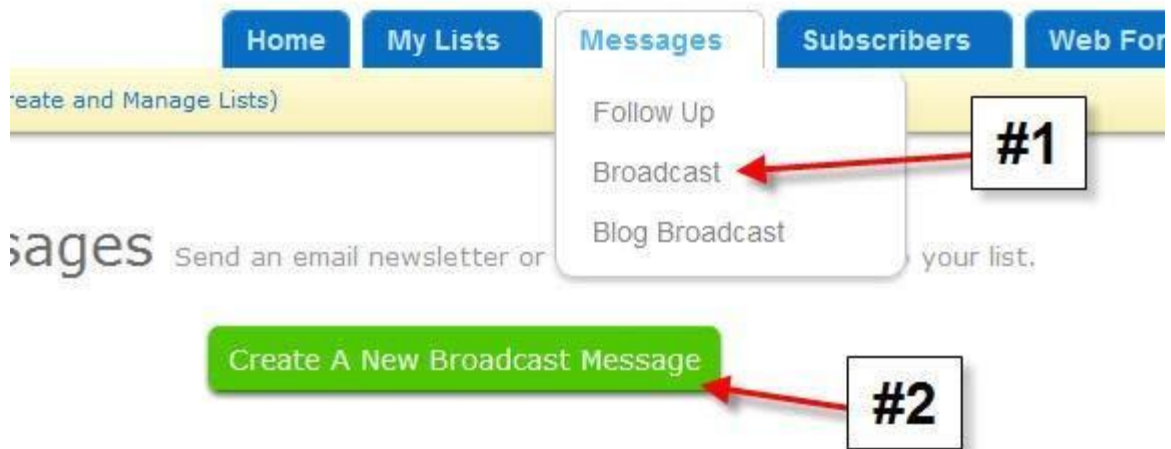 Home My Lists Messages Subscribers Web For
reate and Manage Lists)
Follow Up
#1
Broadcast
Blog Broadcast
sages Send an email newsletter or your list.
Create A New Broadcast Message
#2